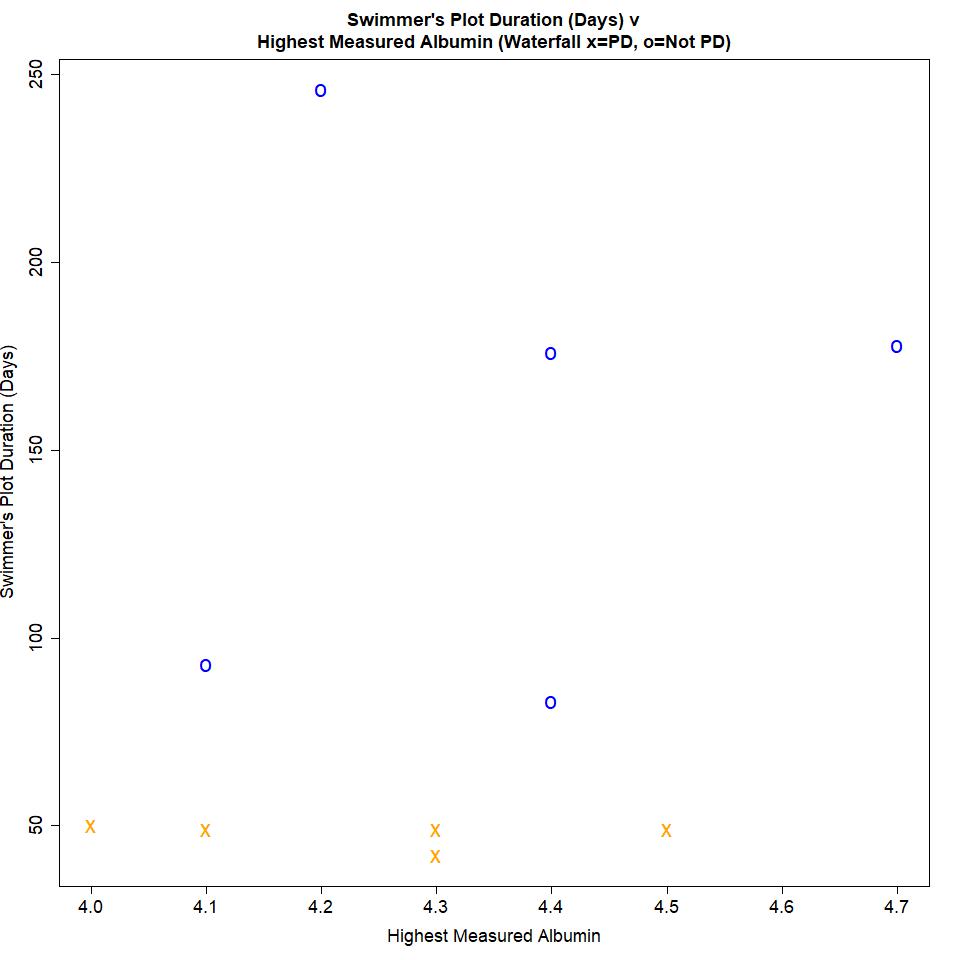 Swimmer's Plot Duration (Days) v
Highest Measured Albumin (Waterfall x=PD, o=Not PD)
Swimmer's Plot Duration (Days)
250
200
150
100
50
o
o
o
o
o
x
x
x
x
x
4.0 4.1 4.2 4.3 4.4 4.5 4.6 4.7
Highest Measured Albumin